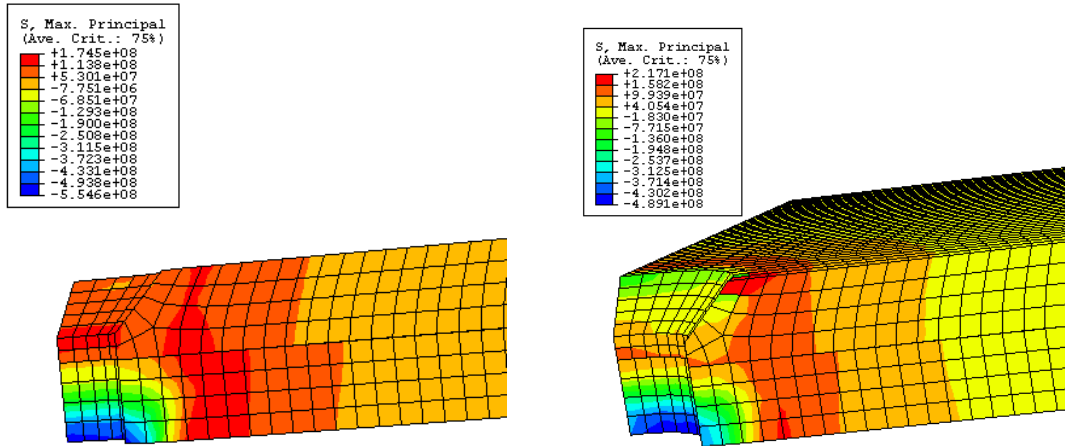 S, Max. Principal
(Ave. Crit.: 75%)
+1.745e+08
+1.138e+08
+5.301e+07
-7.751e+06
-6.851e+07
-1.293e+08
-1.900e+08
-2.508e+08
-3.115e+08
-3.723e+08
-4.331e+08
-4.938e+08
-5.546e+08
S, Max. Principal
(Ave. Crit.: 75%)
+2.171e+08
+1.582e+08
+9.939e+07
+4.054e+07
-1.830e+07
-7.715e+07
-1.360e+08
-1.948e+08
-2.537e+08
-3.125e+08
-3.714e+08
-4.302e+08
-4.891e+08